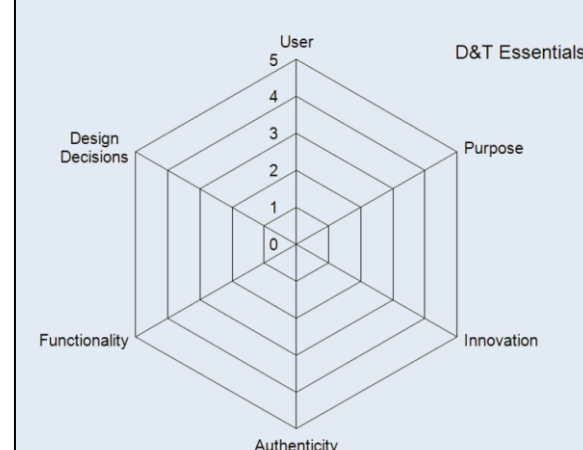 User
D&T Essentials
5
4
3
2
1
0
Design
Decisions
Purpose
Functionality
Innovation
Authenticity